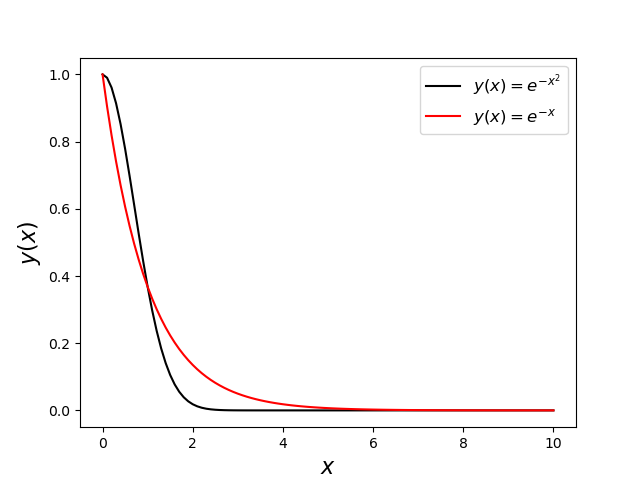 y(x) = e^{-x^2}
y(x) = e^{-x}
1.0
0.8
0.6
0.4
0.2
0.0
y(x)
0 2 4 6 8 10
x